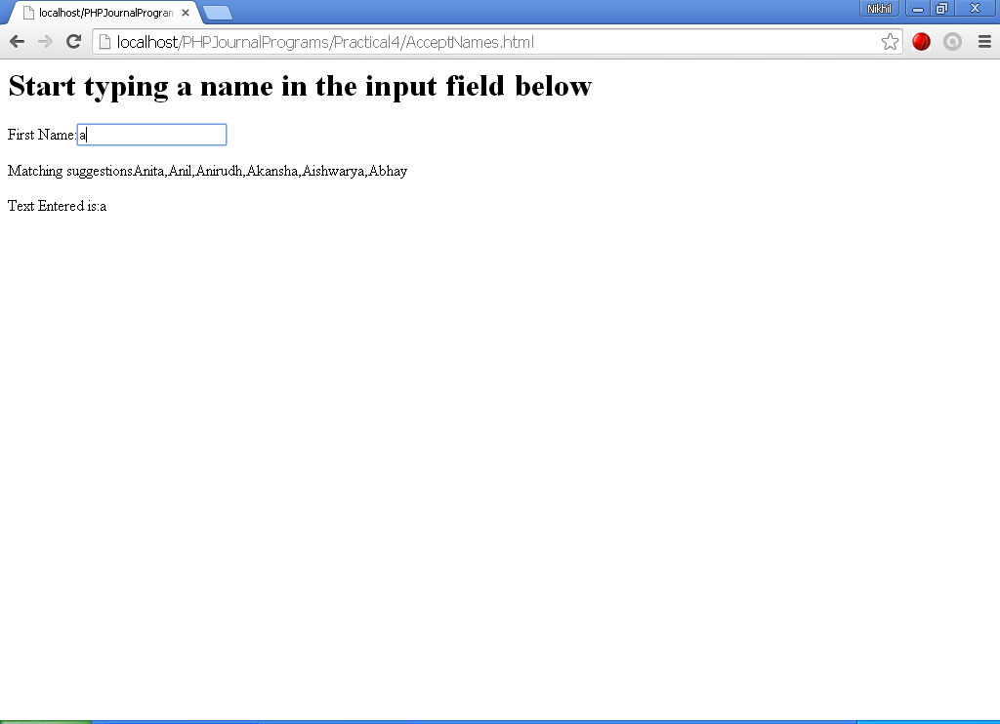 localhost/PHPJournalProgram
Nikhil
localhost/PHPJournalPrograms/Practical4/AcceptNames.html
Start typing a name in the input field below
First Name:a
Matching suggestionsAnita,Anil,Anirudh,Akansha,Aishwarya,Abhay
Text Entered is:a